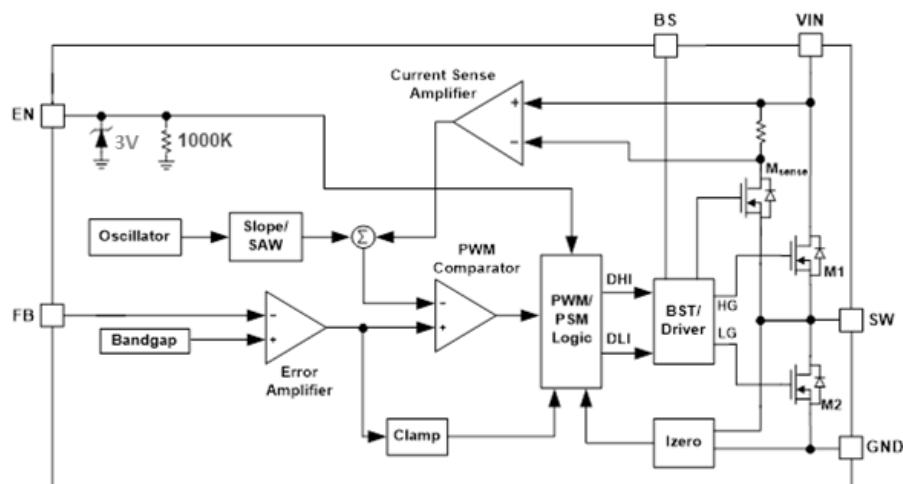 BS
VIN
Current Sense
Amplifier
+
−
EN
3V
1000K
Msense
Oscillator
Slope/
SAW
Σ
PWM
Comparator
M1
DHI
HG
FB
−
+
Bandgap
−
+
PWM/
PSM
Logic
BST/
Driver
SW
LG
DLI
Error
Amplifier
M2
Clamp
Izero
GND